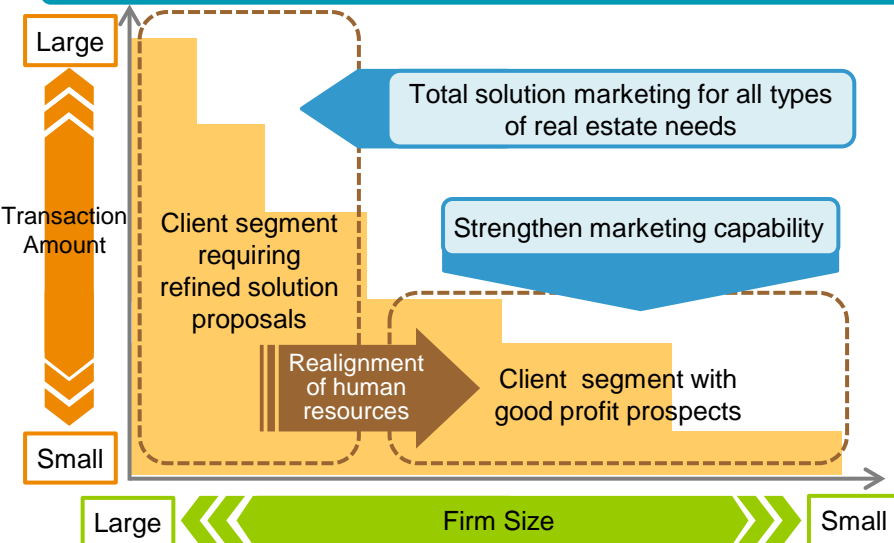 Large
Total solution marketing for all types
of real estate needs
Transaction
Amount
Client segment
requiring
refined solution
proposals
Strengthen marketing capability
Realignment
of human
resources
Client segment with
good profit prospects
Small
Large
Firm Size
Small